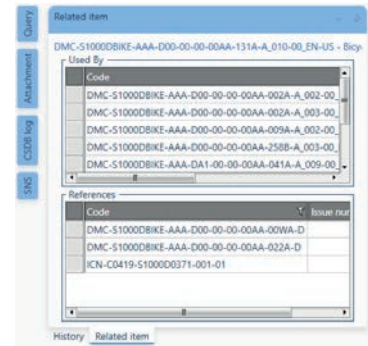 Query
Attachment
CSDB log
SNS
Related item
DMC-S1000DBIKE-AAA-D00-00-00-00AA-131A-A_010-00_EN-US - Bicy
Used By
Code
DMC-S1000DBIKE-AAA-D00-00-00-00AA-002A-A_002-00_
DMC-S1000DBIKE-AAA-D00-00-00-00AA-002A-A_003-00_
DMC-S1000DBIKE-AAA-D00-00-00-00AA-009A-A_002-00_
DMC-S1000DBIKE-AAA-D00-00-00-00AA-258B-A_003-00_
DMC-S1000DBIKE-AAA-DA1-00-00-00AA-041A-A_009-00_
References
Code Issue nur
DMC-S1000DBIKE-AAA-D00-00-00-00AA-00WA-D
DMC-S1000DBIKE-AAA-D00-00-00-00AA-022A-D
ICN-C0419-S1000D0371-001-01
History Related item